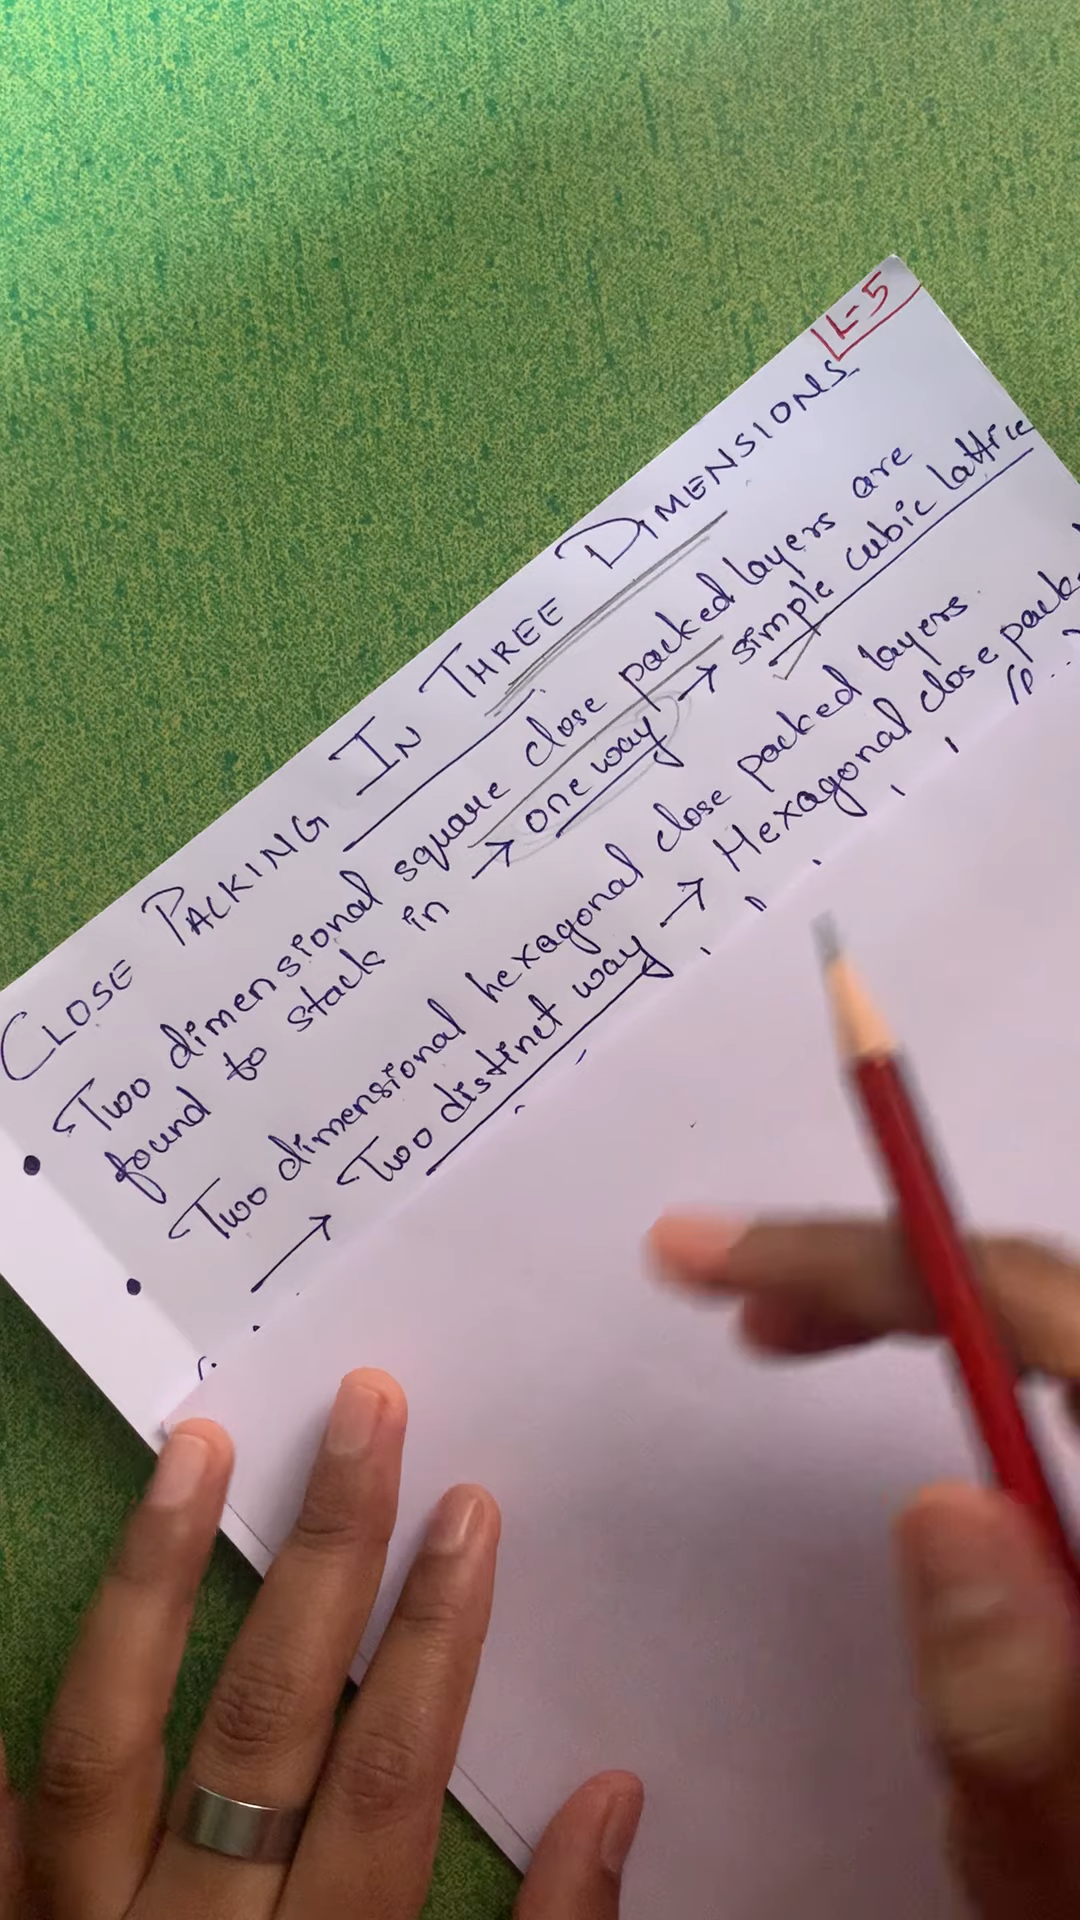 L-5
CLOSE PACKING IN THREE DIMENSIONS
Two dimensional square close packed layers are
found to stack in → one way → simple cubic lattice
Two dimensional hexagonal close packed layers
→ Two distinct way → Hexagonal close pack